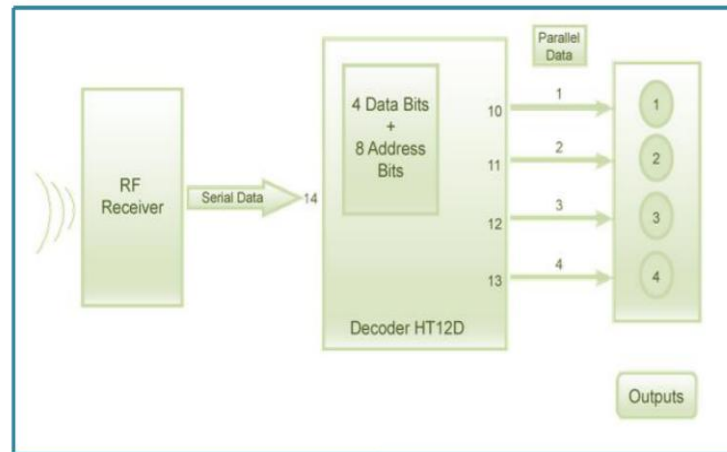 RF
Receiver
Serial Data
14
4 Data Bits
+
8 Address
Bits
10
11
12
13
Decoder HT12D
Parallel
Data
1
2
3
4
1
2
3
4
Outputs